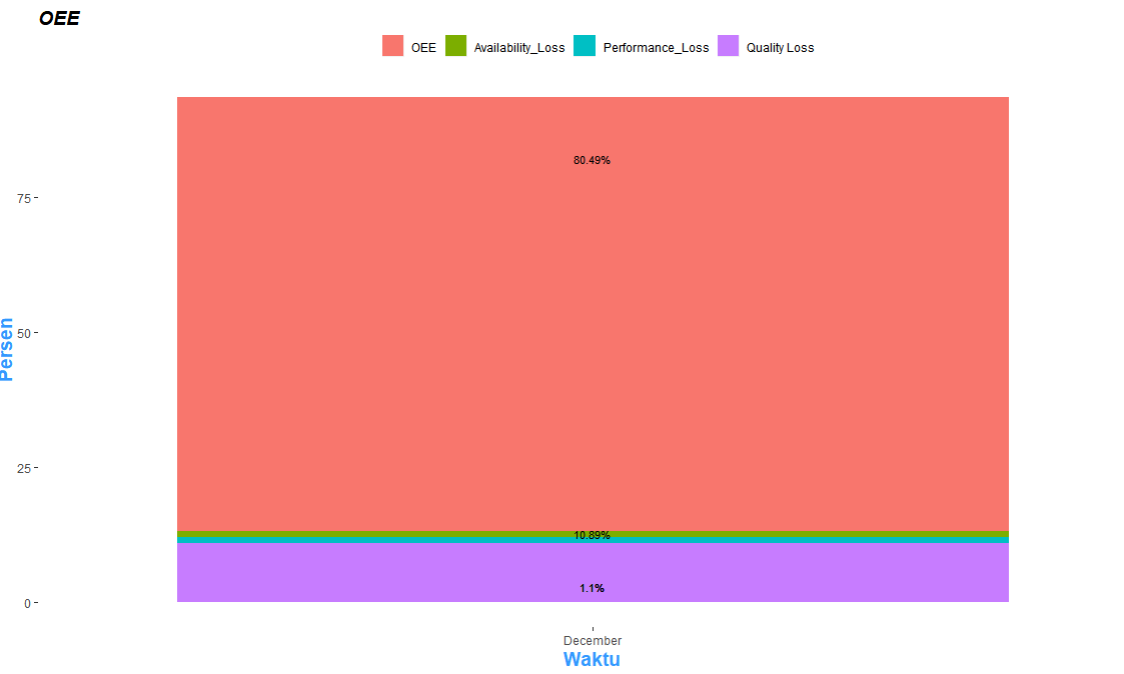 OEE
OEE Availability_Loss Performance_Loss Quality Loss
80.49%
75
50
Persen
25
10.89%
1.1%
0
December
Waktu